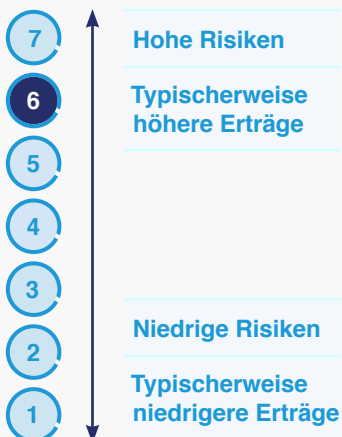 7
Hohe Risiken
6
Typischerweise
höhere Erträge
5
4
3
Niedrige Risiken
2
Typischerweise
niedrigere Erträge
1